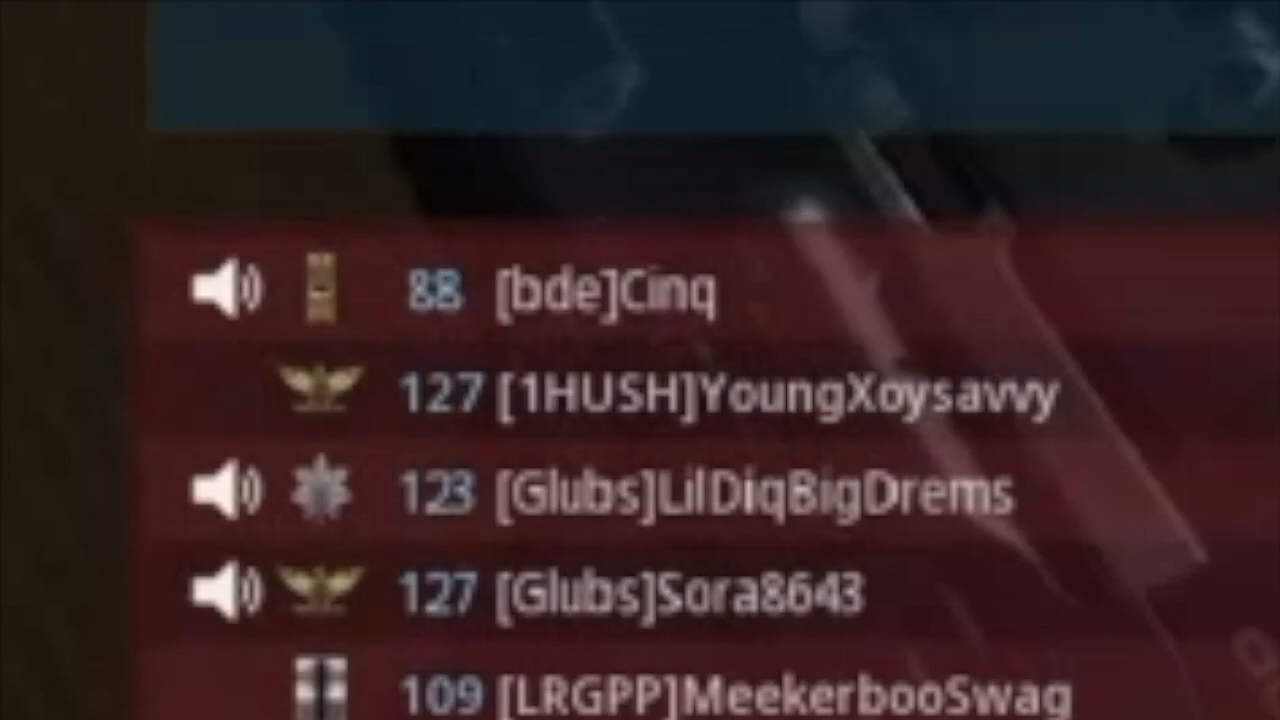 88 [bde]Cinq
127 [1HUSH]YoungXoysavvy
123 [Glubs]LilDiqBigDrems
127 [Glubs]Sora8643
109 [LRGPP]MeekerbooSwag